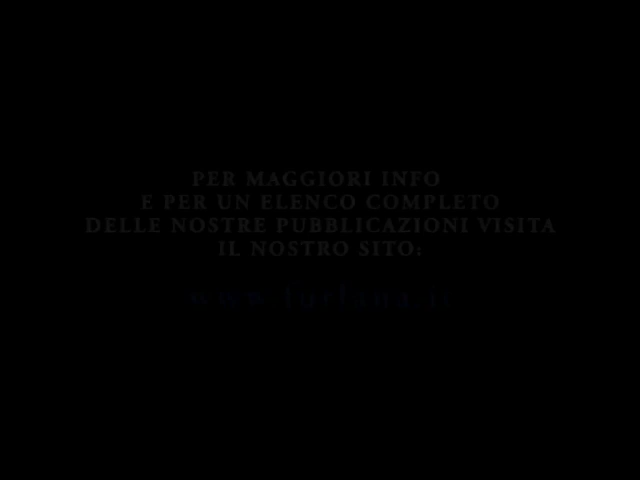 PER MAGGIORI INFO
E PER UN ELENCO COMPLETO
DELLE NOSTRE PUBBLICAZIONI VISITA
IL NOSTRO SITO: